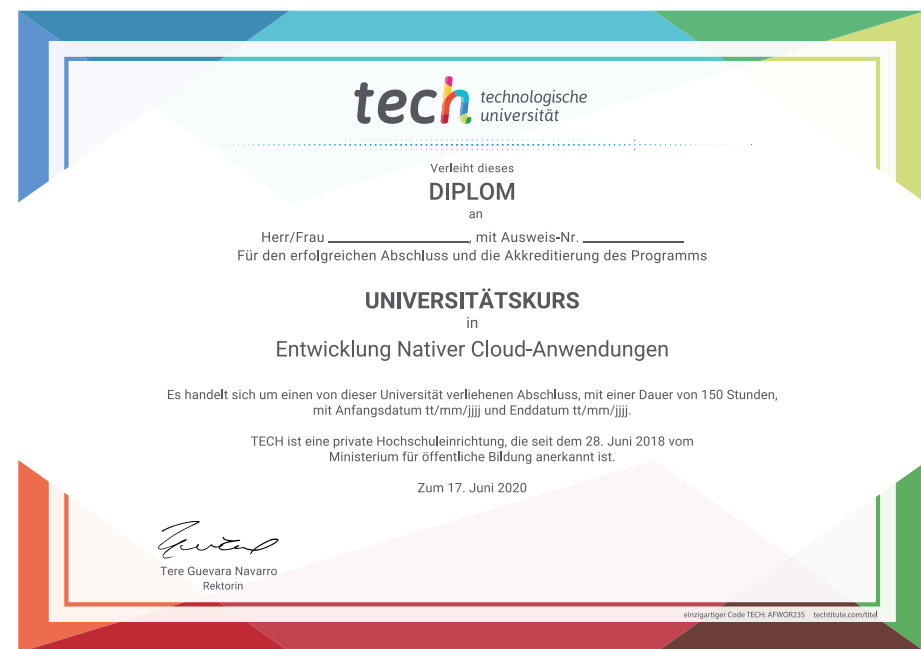 tech technologische
universität
Verleiht dieses
DIPLOM
an
Herr/Frau ____________, mit Ausweis-Nr. ____________
Für den erfolgreichen Abschluss und die Akkreditierung des Programms
UNIVERSITÄTSKURS
in
Entwicklung Nativer Cloud-Anwendungen
Es handelt sich um einen von dieser Universität verliehenen Abschluss, mit einer Dauer von 150 Stunden,
mit Anfangsdatum tt/mm/jjjj und Enddatum tt/mm/jjjj.
TECH ist eine private Hochschuleinrichtung, die seit dem 28. Juni 2018 vom
Ministerium für öffentliche Bildung anerkannt ist.
Zum 17. Juni 2020
Tere Guevara Navarro
Rektorin
einzigartiger Code TECH: AFWOR23S techtitute.com/titel